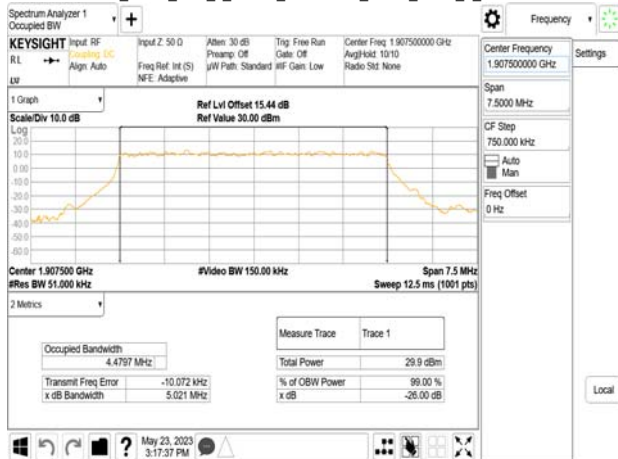 Spectrum Analyzer 1
Occupied BW
Frequency
KEYSIGHT
Input: RF
Coupling: DC
Align: Auto
RL
LVI
Input Z: 50 Ω
Freq Ref: Int (S)
NFE: Adaptive
Atten: 30 dB
Preamp: Off
µW Path: Standard
Trig: Free Run
Gate: Off
#IF Gain: Low
Center Freq: 1.907500000 GHz
Avg|Hold: 10/10
Radio Std: None
Center Frequency
1.907500000 GHz
Settings
Span
7.5000 MHz
CF Step
750.000 kHz
Auto
Man
Freq Offset
0 Hz
Local
1 Graph
Scale/Div 10.0 dB
Ref Lvl Offset 15.44 dB
Ref Value 30.00 dBm
Log
20.0
10.0
0.00
-10.0
-20.0
-30.0
-40.0
-50.0
-60.0
Center 1.907500 GHz
#Video BW 150.00 kHz
Span 7.5 MHz
#Res BW 51.000 kHz
Sweep 12.5 ms (1001 pts)
2 Metrics
Measure Trace
Trace 1
Occupied Bandwidth
4.4797 MHz
Total Power
29.9 dBm
Transmit Freq Error
-10.072 kHz
% of OBW Power
99.00 %
x dB Bandwidth
5.021 MHz
x dB
-26.00 dB
May 23, 2023
3:17:37 PM